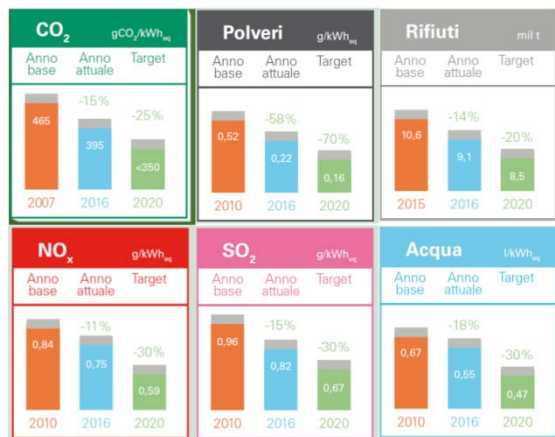 CO₂ gCO₂/kWheq
Anno base Anno attuale Target
-15% -25%
465 395 <350
2007 2016 2020
Polveri g/kWheq
Anno base Anno attuale Target
-58% -70%
0,52 0,22 0,16
2010 2016 2020
Rifiuti mil t
Anno base Anno attuale Target
-14% -20%
10,6 9,1 8,5
2015 2016 2020
NOx g/kWheq
Anno base Anno attuale Target
-11% -30%
0,84 0,75 0,59
2010 2016 2020
SO₂ g/kWheq
Anno base Anno attuale Target
-15% -30%
0,96 0,82 0,67
2010 2016 2020
Acqua l/kWheq
Anno base Anno attuale Target
-18% -30%
0,67 0,55 0,47
2010 2016 2020